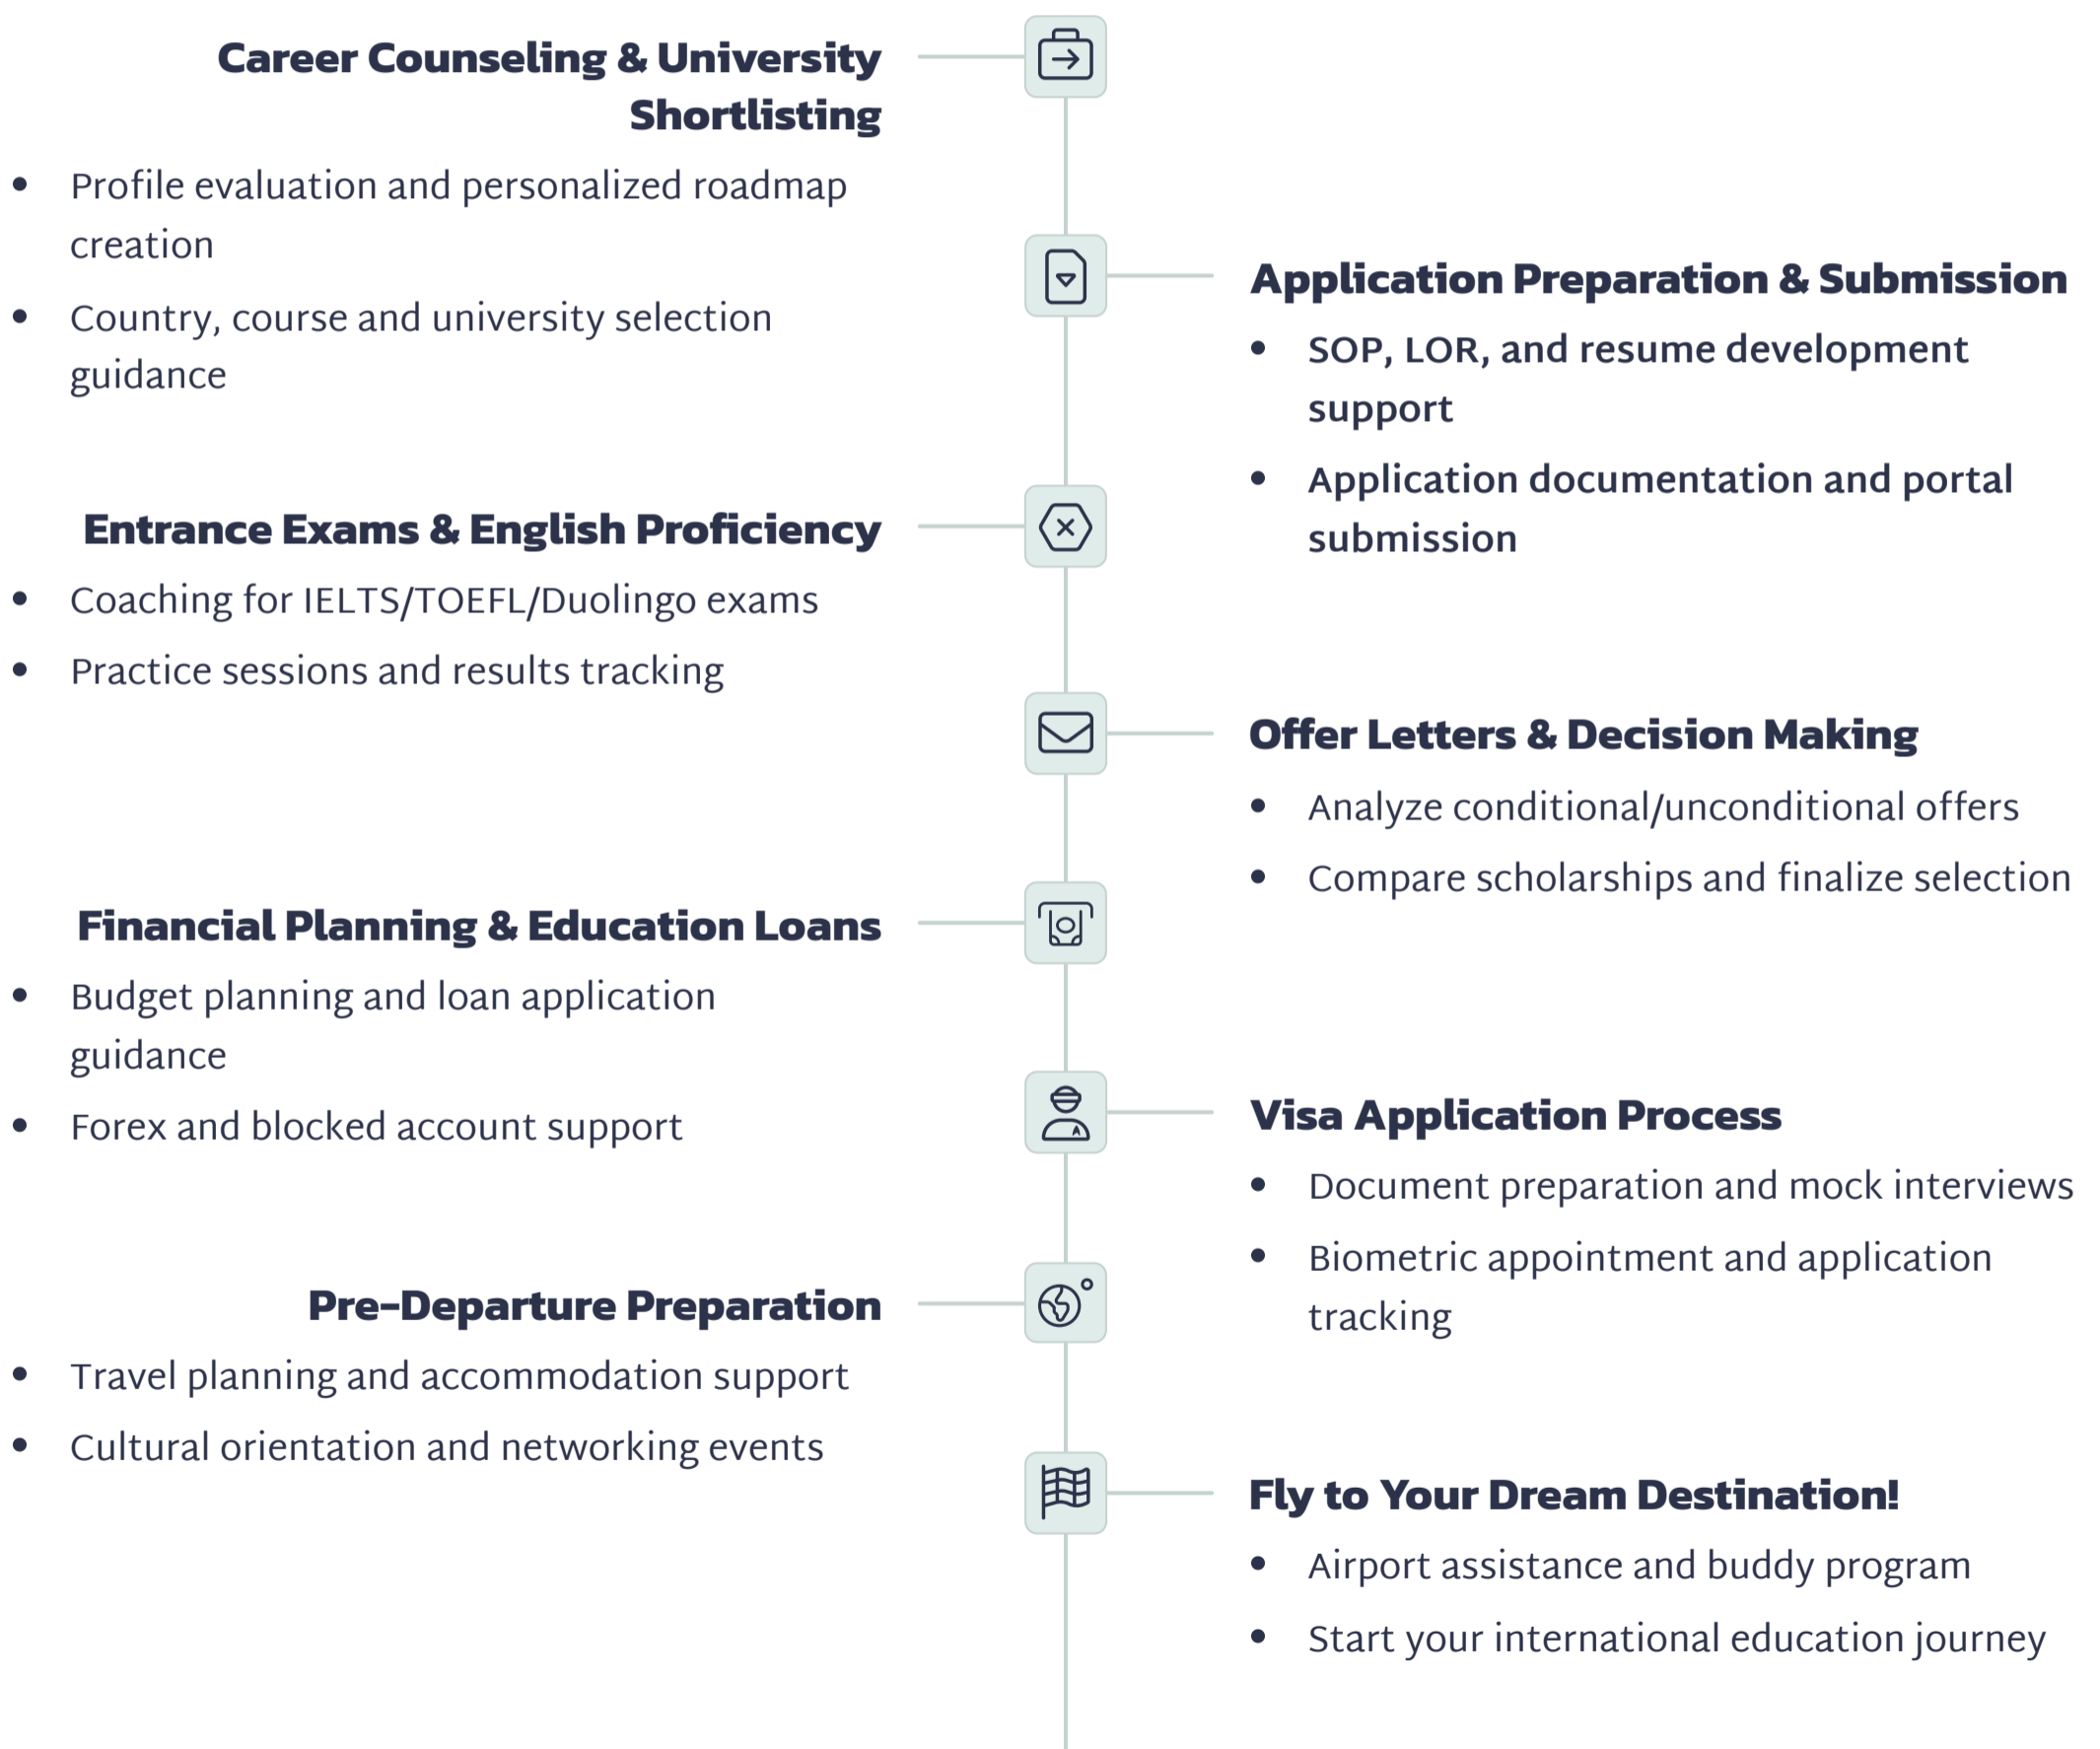 Career Counseling & University
Shortlisting
• Profile evaluation and personalized roadmap
creation
• Country, course and university selection
guidance
Application Preparation & Submission
• SOP, LOR, and resume development
support
• Application documentation and portal
submission
Entrance Exams & English Proficiency
• Coaching for IELTS/TOEFL/Duolingo exams
• Practice sessions and results tracking
Offer Letters & Decision Making
• Analyze conditional/unconditional offers
• Compare scholarships and finalize selection
Financial Planning & Education Loans
• Budget planning and loan application
guidance
• Forex and blocked account support
Visa Application Process
• Document preparation and mock interviews
• Biometric appointment and application
tracking
Pre-Departure Preparation
• Travel planning and accommodation support
• Cultural orientation and networking events
Fly to Your Dream Destination!
• Airport assistance and buddy program
• Start your international education journey